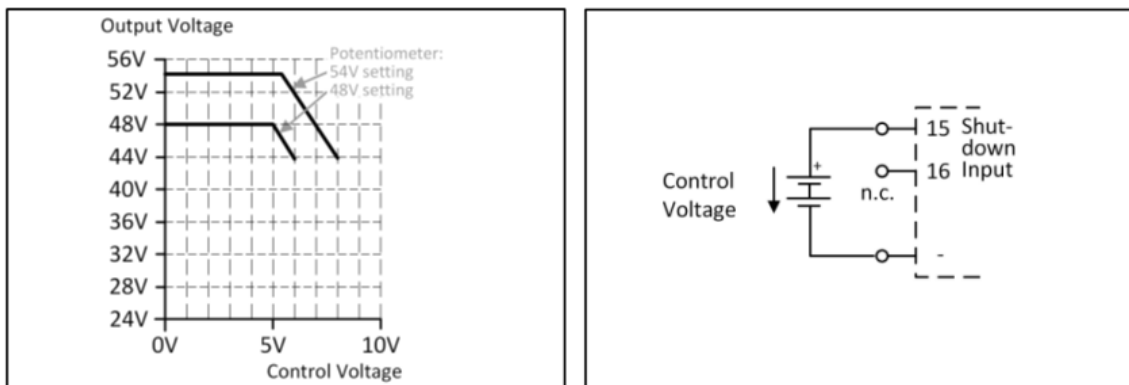 Output Voltage
56V
52V
48V
44V
40V
36V
32V
28V
24V
0V 5V 10V
Control Voltage
Potentiometer:
54V setting
48V setting
Control
Voltage
+
n.c.
15 Shut-
down
16 Input
-